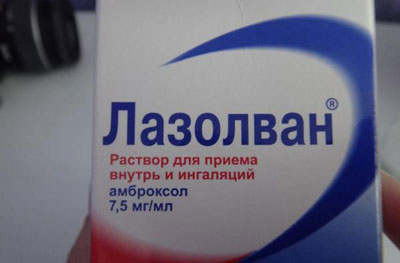 Лазолван®
Раствор для приема
внутрь и ингаляций
амброксол
7,5 мг/мл